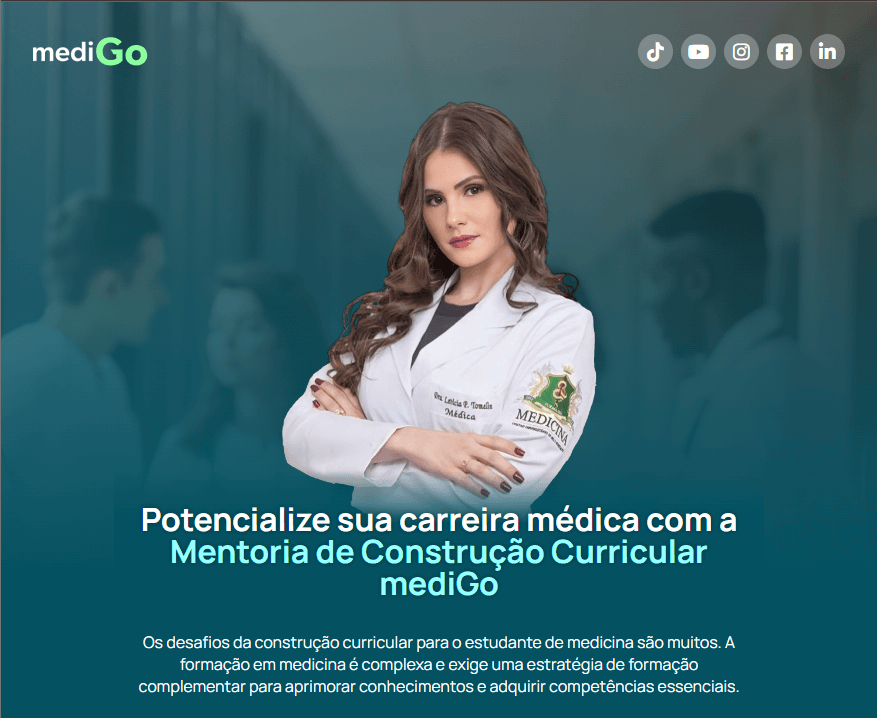 mediGo
Dra. Letícia P. Tomelin
Médica
MEDICINA
Potencialize sua carreira médica com a
Mentoria de Construção Curricular
mediGo
Os desafios da construção curricular para o estudante de medicina são muitos. A
formação em medicina é complexa e exige uma estratégia de formação
complementar para aprimorar conhecimentos e adquirir competências essenciais.